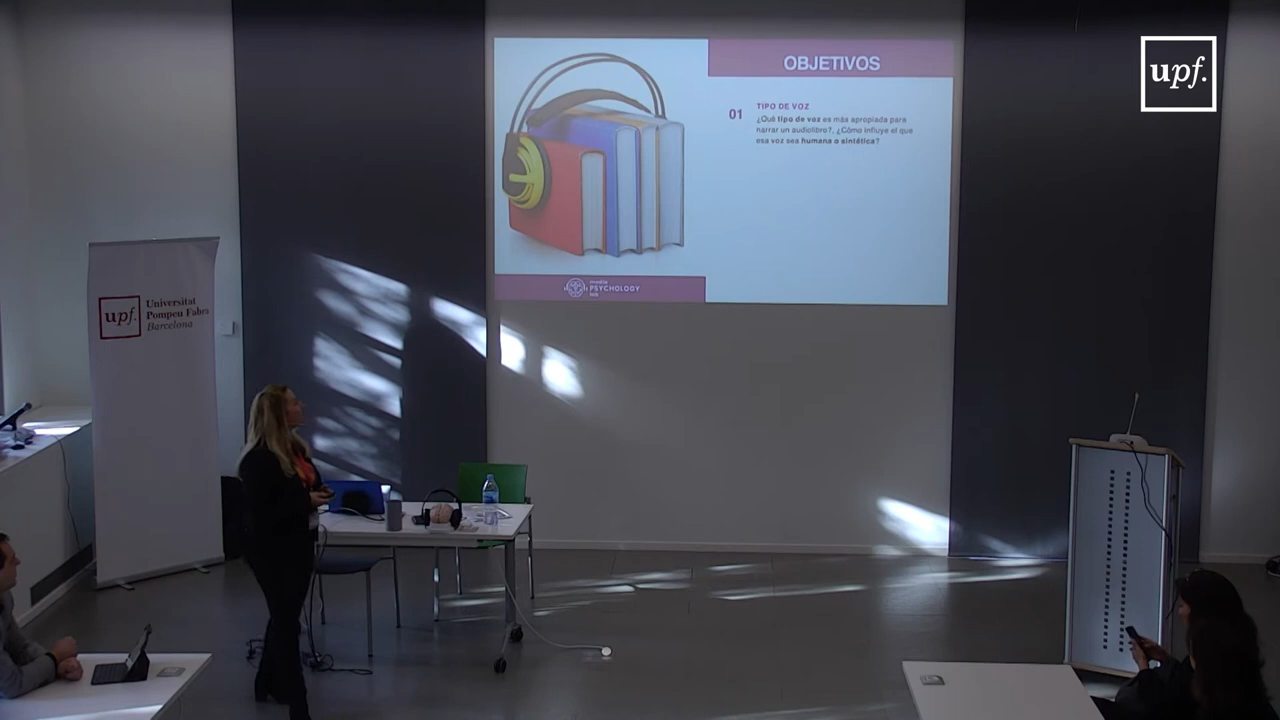 upf.
OBJETIVOS
01
TIPO DE VOZ
¿Qué tipo de voz es más apropiada para
narrar un audiolibro?, ¿Cómo influye el que
esa voz sea humana o sintética?
media
PSYCHOLOGY
lab
upf.
Universitat
Pompeu Fabra
Barcelona